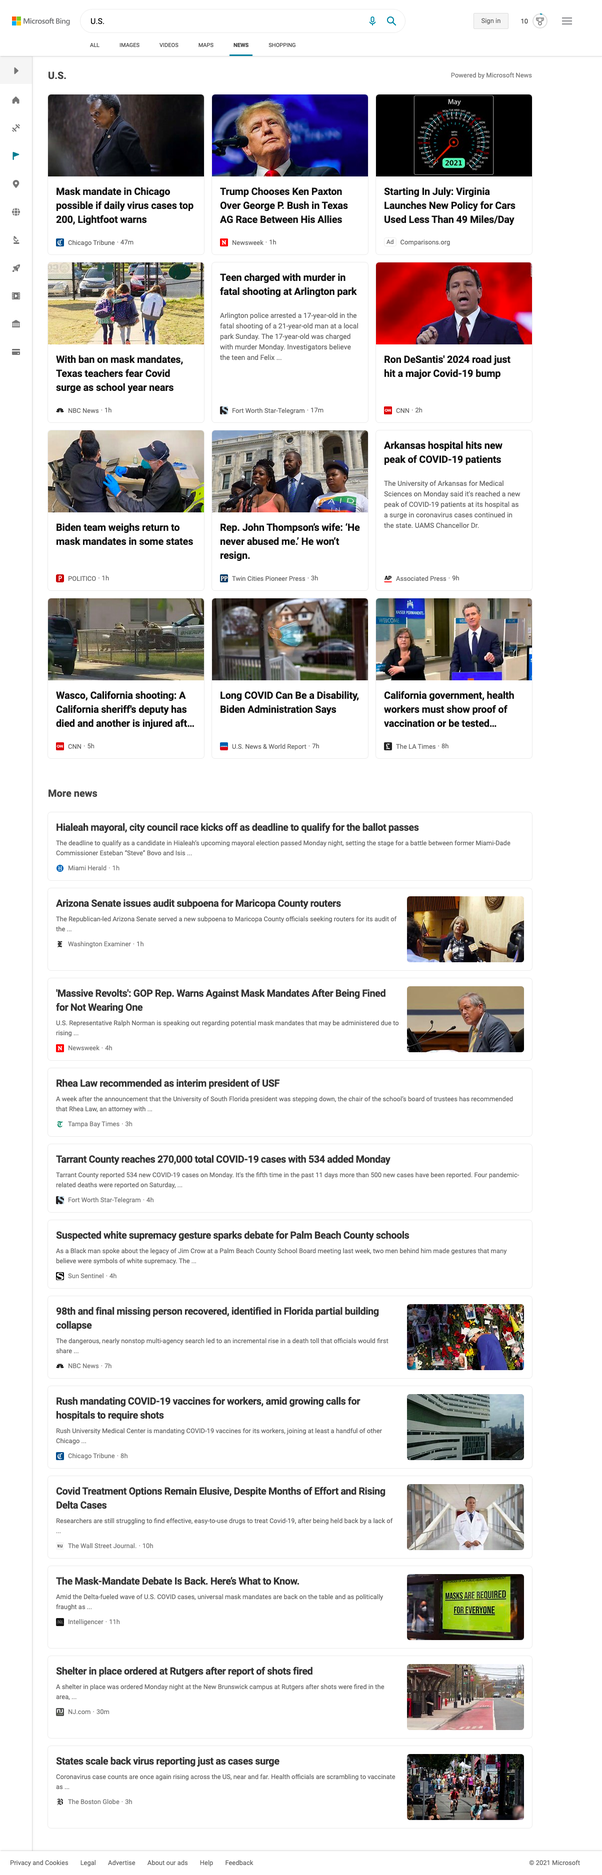 Microsoft Bing
U.S.
Sign in
10
ALL
IMAGES
VIDEOS
MAPS
NEWS
SHOPPING
U.S.
Powered by Microsoft News
Mask mandate in Chicago
possible if daily virus cases top
200, Lightfoot warns
Chicago Tribune · 47m
Trump Chooses Ken Paxton
Over George P. Bush in Texas
AG Race Between His Allies
Newsweek · 1h
May
2021
Starting In July: Virginia
Launches New Policy for Cars
Used Less Than 49 Miles/Day
Ad Comparisons.org
With ban on mask mandates,
Texas teachers fear Covid
surge as school year nears
NBC News · 1h
Teen charged with murder in
fatal shooting at Arlington park
Arlington police arrested a 17-year-old in the
fatal shooting of a 21-year-old man at a local
park Sunday. The 17-year-old was charged
with murder Monday. Investigators believe
the teen and Felix ...
Fort Worth Star-Telegram · 17m
Ron DeSantis' 2024 road just
hit a major Covid-19 bump
CNN · 2h
Biden team weighs return to
mask mandates in some states
POLITICO · 1h
Rep. John Thompson's wife: 'He
never abused me.' He won't
resign.
Twin Cities Pioneer Press · 3h
Arkansas hospital hits new
peak of COVID-19 patients
The University of Arkansas for Medical
Sciences on Monday said it's reached a new
peak of COVID-19 patients at its hospital as
a surge in coronavirus cases continued in
the state. UAMS Chancellor Dr.
AP Associated Press · 9h
Wasco, California shooting: A
California sheriff's deputy has
died and another is injured aft...
CNN · 5h
Long COVID Can Be a Disability,
Biden Administration Says
U.S. News & World Report · 7h
California government, health
workers must show proof of
vaccination or be tested...
The LA Times · 8h
More news
Hialeah mayoral, city council race kicks off as deadline to qualify for the ballot passes
The deadline to qualify as a candidate in Hialeah's upcoming mayoral election passed Monday night, setting the stage for a battle between former Miami-Dade
Commissioner Esteban "Steve" Bovo and Isis ...
Miami Herald · 1h
Arizona Senate issues audit subpoena for Maricopa County routers
The Republican-led Arizona Senate served a new subpoena to Maricopa County officials seeking routers for its audit of
the ...
Washington Examiner · 1h
'Massive Revolts': GOP Rep. Warns Against Mask Mandates After Being Fined
for Not Wearing One
U.S. Representative Ralph Norman is speaking out regarding potential mask mandates that may be administered due to
rising ...
Newsweek · 4h
Rhea Law recommended as interim president of USF
A week after the announcement that the University of South Florida president was stepping down, the chair of the school's board of trustees has recommended
that Rhea Law, an attorney with ...
Tampa Bay Times · 3h
Tarrant County reaches 270,000 total COVID-19 cases with 534 added Monday
Tarrant County reported 534 new COVID-19 cases on Monday. It's the fifth time in the past 11 days more than 500 new cases have been reported. Four pandemic-
related deaths were reported on Saturday, ...
Fort Worth Star-Telegram · 4h
Suspected white supremacy gesture sparks debate for Palm Beach County schools
As a Black man spoke about the legacy of Jim Crow at a Palm Beach County School Board meeting last week, two men behind him made gestures that many
believe were symbols of white supremacy. The ...
Sun Sentinel · 4h
98th and final missing person recovered, identified in Florida partial building
collapse
The dangerous, nearly nonstop multi-agency search led to an incremental rise in a death toll that officials would first
share ...
NBC News · 7h
Rush mandating COVID-19 vaccines for workers, amid growing calls for
hospitals to require shots
Rush University Medical Center is mandating COVID-19 vaccines for its workers, joining at least a handful of other
Chicago ...
Chicago Tribune · 8h
Covid Treatment Options Remain Elusive, Despite Months of Effort and Rising
Delta Cases
Researchers are still struggling to find effective, easy-to-use drugs to treat Covid-19, after being held back by a lack of
...
The Wall Street Journal. · 10h
The Mask-Mandate Debate Is Back. Here's What to Know.
Amid the Delta-fueled wave of U.S. COVID cases, universal mask mandates are back on the table and as politically
fraught as ...
Intelligencer · 11h
MASKS ARE REQUIRED
FOR EVERYONE
Shelter in place ordered at Rutgers after report of shots fired
A shelter in place was ordered Monday night at the New Brunswick campus at Rutgers after shots were fired in the
area, ...
NJ.com · 30m
States scale back virus reporting just as cases surge
Coronavirus case counts are once again rising across the US, near and far. Health officials are scrambling to vaccinate
as ...
The Boston Globe · 3h
Privacy and Cookies
Legal
Advertise
About our ads
Help
Feedback
© 2021 Microsoft